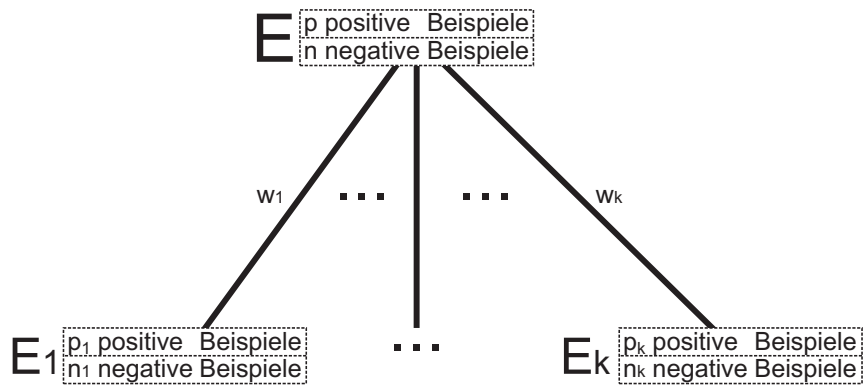 E
p positive Beispiele
n negative Beispiele
w1
... ...
wk
E1
p1 positive Beispiele
n1 negative Beispiele
...
Ek
pk positive Beispiele
nk negative Beispiele